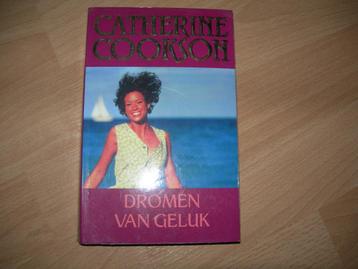 CATHERINE
COOKSON
DROMEN
VAN GELUK